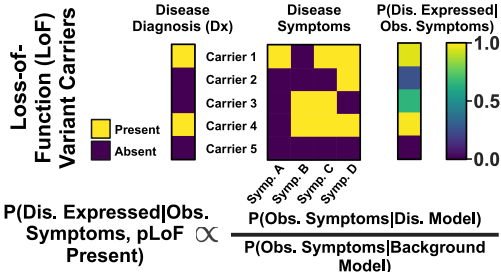 Disease
Diagnosis (Dx)
Disease
Symptoms
P(Dis. Expressed|
Obs. Symptoms)
Loss-of-
Function (LoF)
Variant Carriers
Carrier 1
Carrier 2
Carrier 3
Carrier 4
Carrier 5
Present
Absent
Symp. A
Symp. B
Symp. C
Symp. D
1.0
0.5
0.0
P(Dis. Expressed|Obs.
Symptoms, pLoF
Present)
∝
P(Obs. Symptoms|Dis. Model)
P(Obs. Symptoms|Background
Model)